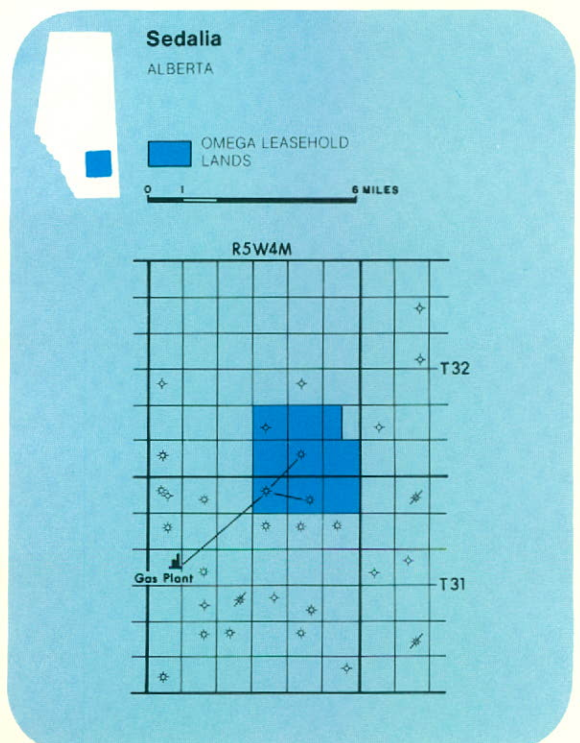 Sedalia
ALBERTA
OMEGA LEASEHOLD
LANDS
0 1 6 MILES
R5W4M
T32
Gas Plant
T31